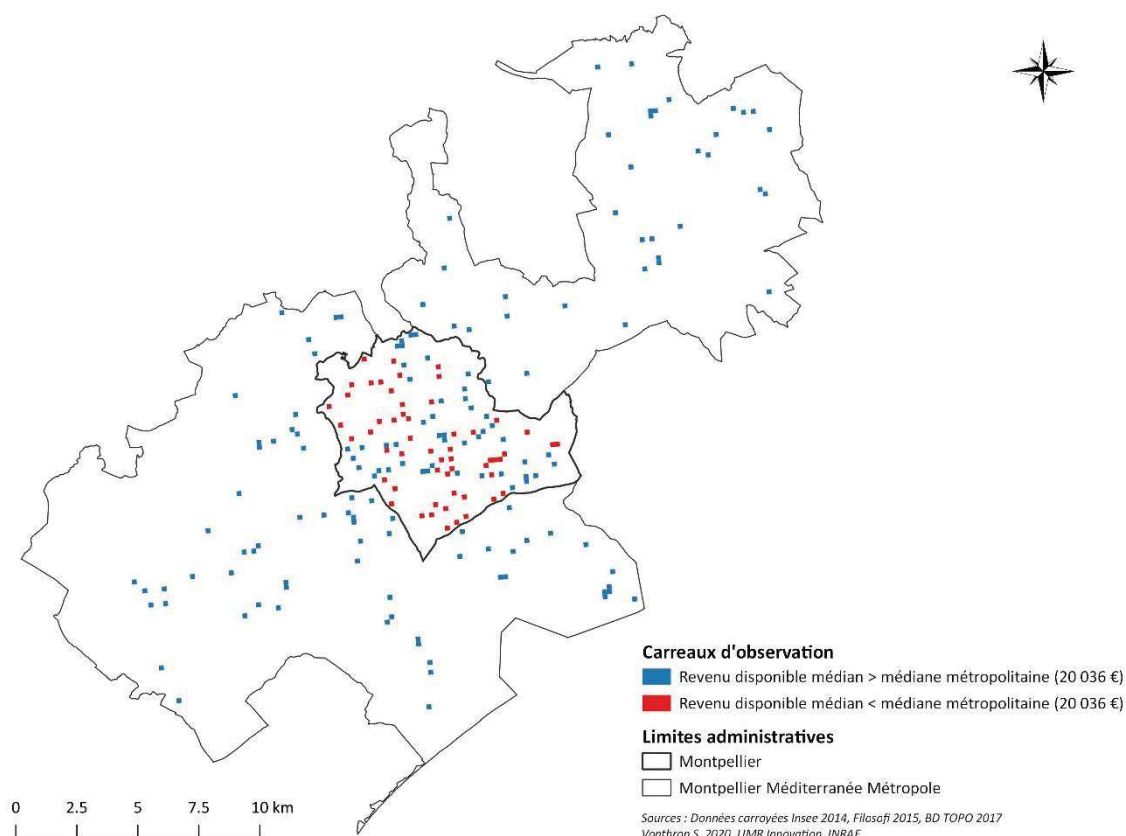 Carreaux d'observation
Revenu disponible médian > médiane métropolitaine (20 036 €)
Revenu disponible médian < médiane métropolitaine (20 036 €)
Limites administratives
Montpellier
Montpellier Méditerranée Métropole
0 2.5 5 7.5 10 km
Sources : Données carroyées Insee 2014, Filosofi 2015, BD TOPO 2017
Vonthron S. 2020, UMR Innovation, INRAE